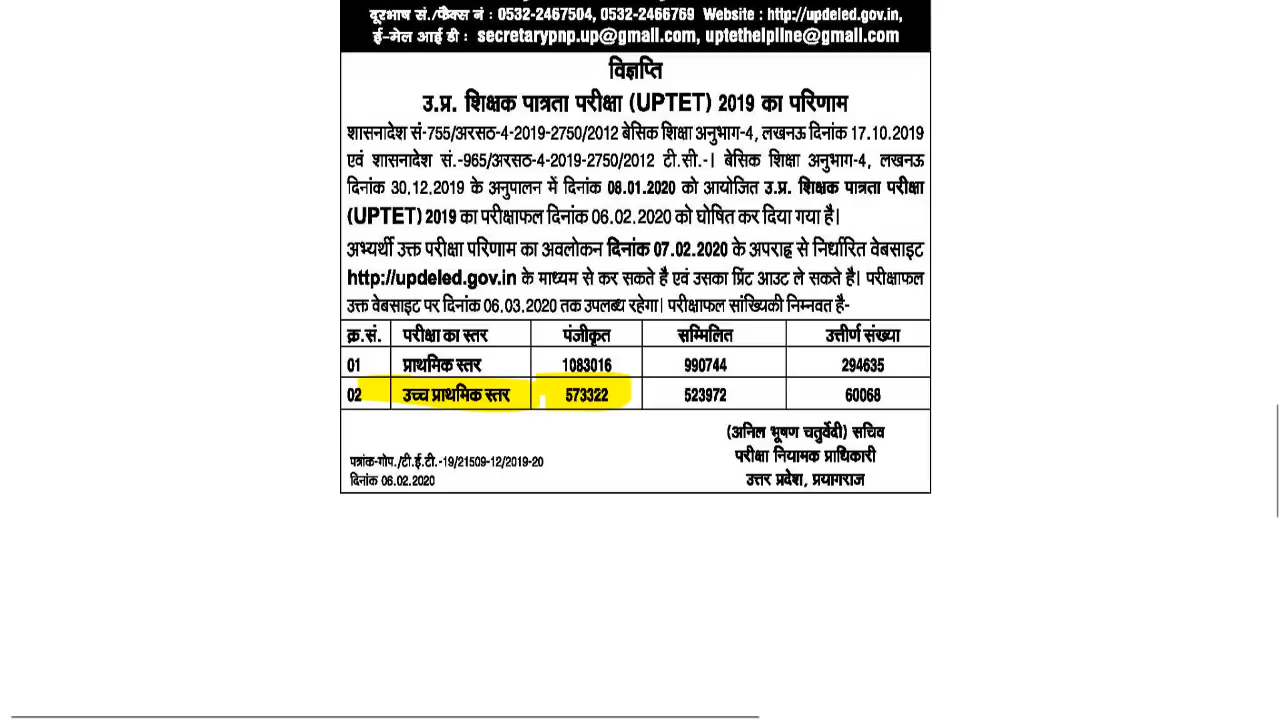 दूरभाष सं./फैक्स नं : 0532-2467504, 0532-2466769 Website : http://updeled.gov.in,
ई-मेल आई डी : secretarypnp.up@gmail.com, uptethelpline@gmail.com
विज्ञप्ति
उ.प्र. शिक्षक पात्रता परीक्षा (UPTET) 2019 का परिणाम
शासनादेश सं-755/अरसठ-4-2019-2750/2012 बेसिक शिक्षा अनुभाग-4, लखनऊ दिनांक 17.10.2019
एवं शासनादेश सं.-965/अरसठ-4-2019-2750/2012 टी.सी.-। बेसिक शिक्षा अनुभाग-4, लखनऊ
दिनांक 30.12.2019 के अनुपालन में दिनांक 08.01.2020 को आयोजित उ.प्र. शिक्षक पात्रता परीक्षा
(UPTET) 2019 का परीक्षाफल दिनांक 06.02.2020 को घोषित कर दिया गया है।
अभ्यर्थी उक्त परीक्षा परिणाम का अवलोकन दिनांक 07.02.2020 के अपराह्न से निर्धारित वेबसाइट
http://updeled.gov.in के माध्यम से कर सकते है एवं उसका प्रिंट आउट ले सकते है। परीक्षाफल
उक्त वेबसाइट पर दिनांक 06.03.2020 तक उपलब्ध रहेगा। परीक्षाफल सांख्यिकी निम्नवत है-
क्र.सं. परीक्षा का स्तर पंजीकृत सम्मिलित उत्तीर्ण संख्या
01 प्राथमिक स्तर 1083016 990744 294635
02 उच्च प्राथमिक स्तर 573322 523972 60068
(अनिल भूषण चतुर्वेदी) सचिव
परीक्षा नियामक प्राधिकारी
पत्रांक-गोप./टी.ई.टी.-19/21509-12/2019-20
उत्तर प्रदेश, प्रयागराज
दिनांक 06.02.2020